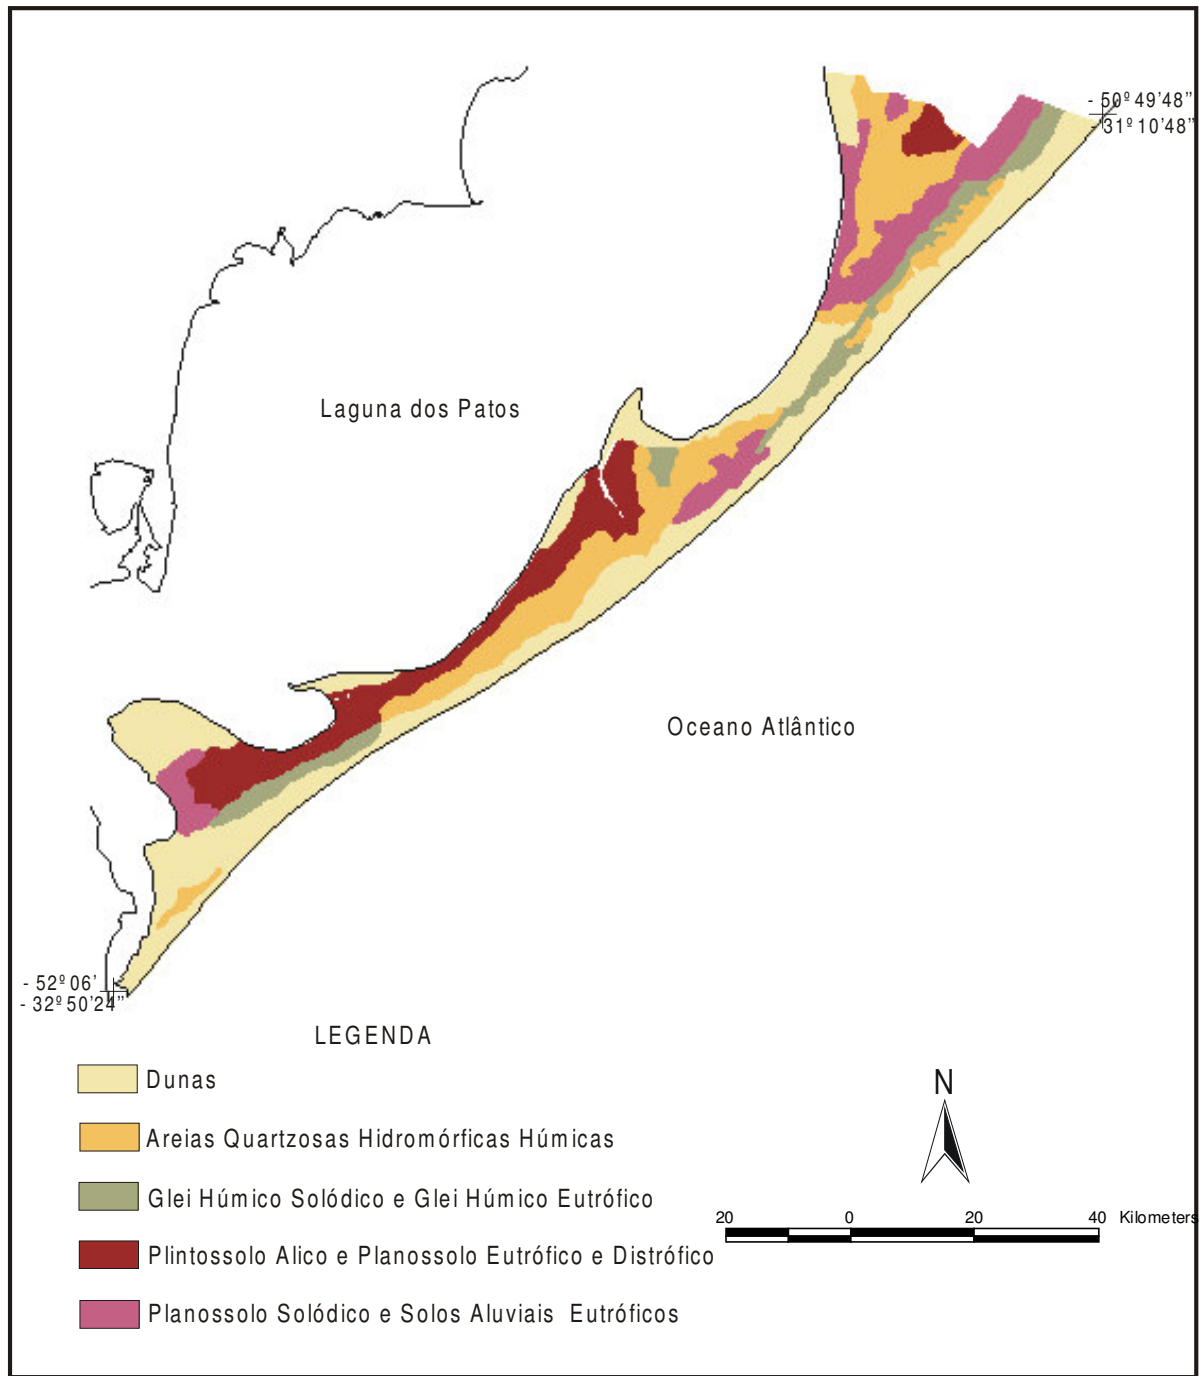 - 50º 49'48"
- 31º 10'48"
Laguna dos Patos
Oceano Atlântico
- 52º 06'
- 32º 50'24"
LEGENDA
Dunas
Areias Quartzosas Hidromórficas Húmicas
Glei Húmico Solódico e Glei Húmico Eutrófico
Plintossolo Alico e Planossolo Eutrófico e Distrófico
Planossolo Solódico e Solos Aluviais Eutróficos
N
20 0 20 40 Kilometers